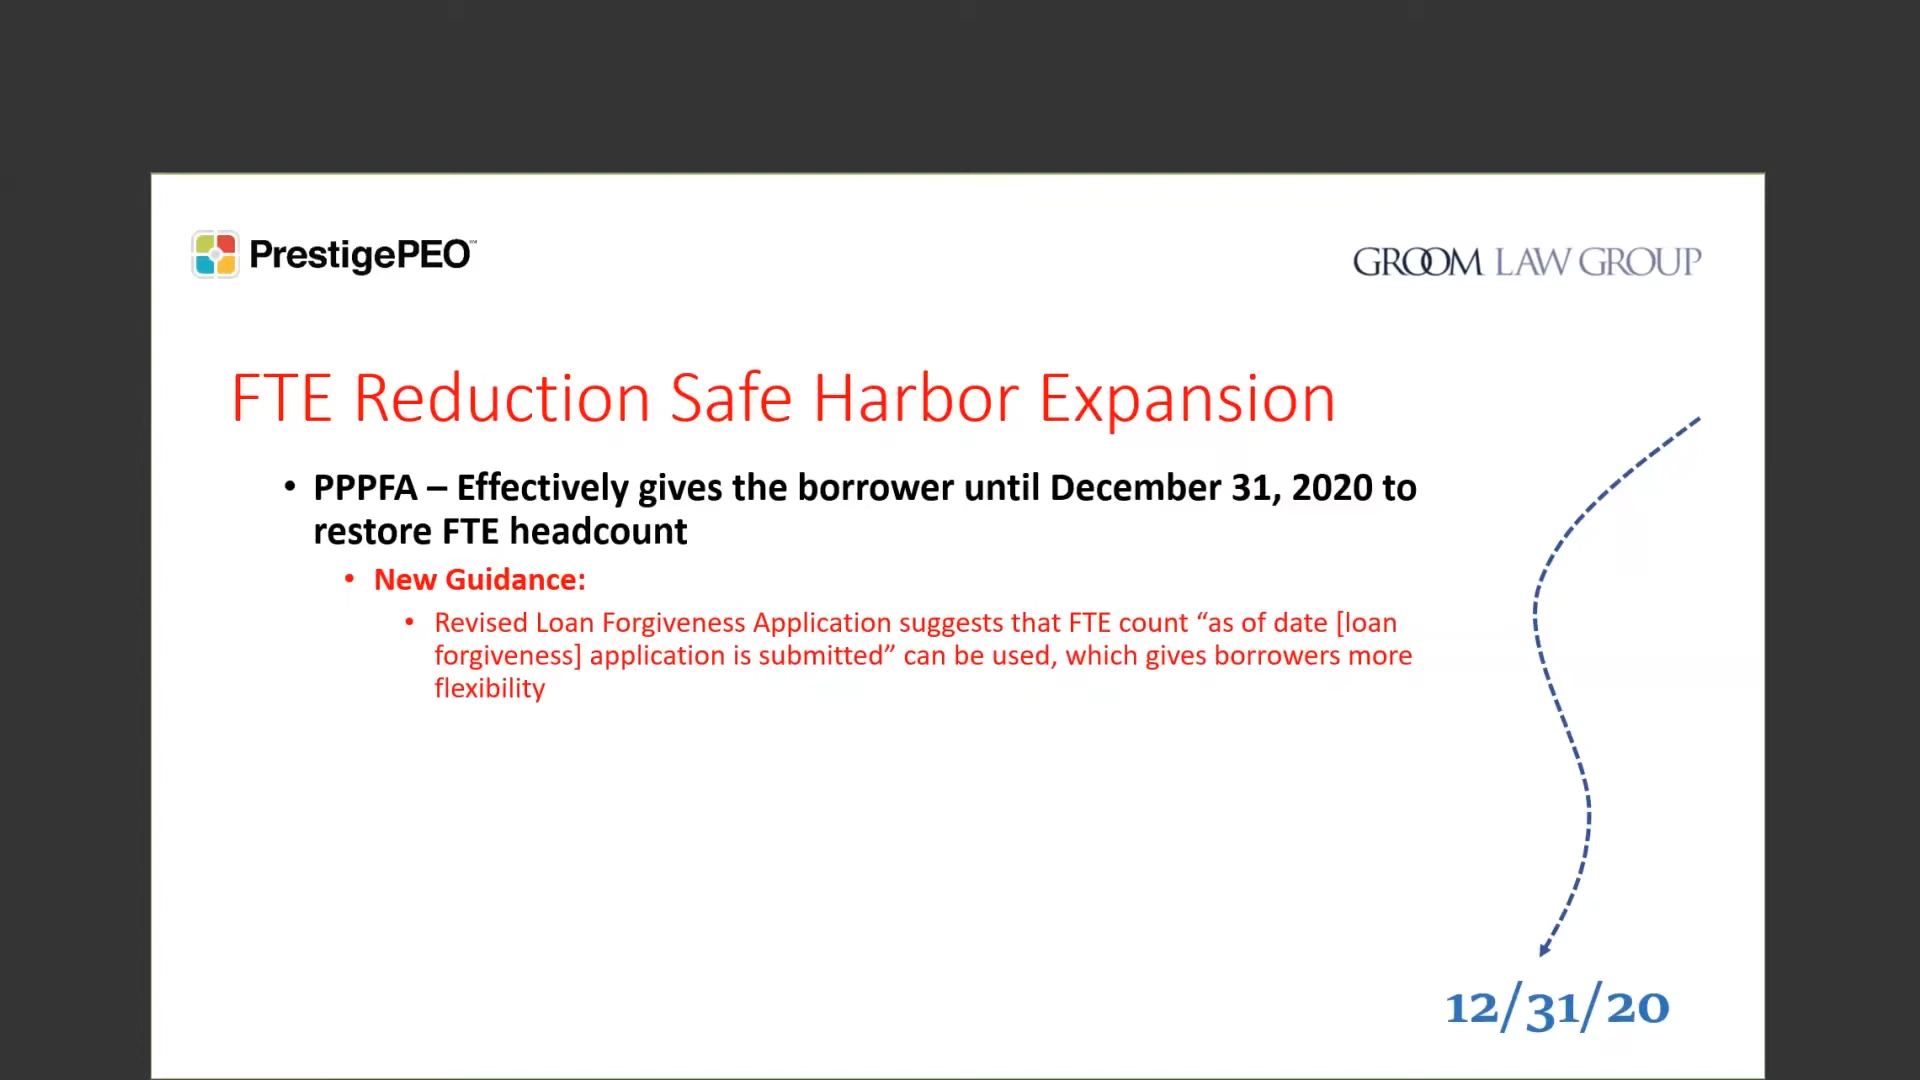 PrestigePEO™
GROOM LAW GROUP
FTE Reduction Safe Harbor Expansion
• PPPFA – Effectively gives the borrower until December 31, 2020 to
restore FTE headcount
• New Guidance:
• Revised Loan Forgiveness Application suggests that FTE count “as of date [loan
forgiveness] application is submitted” can be used, which gives borrowers more
flexibility
12/31/20